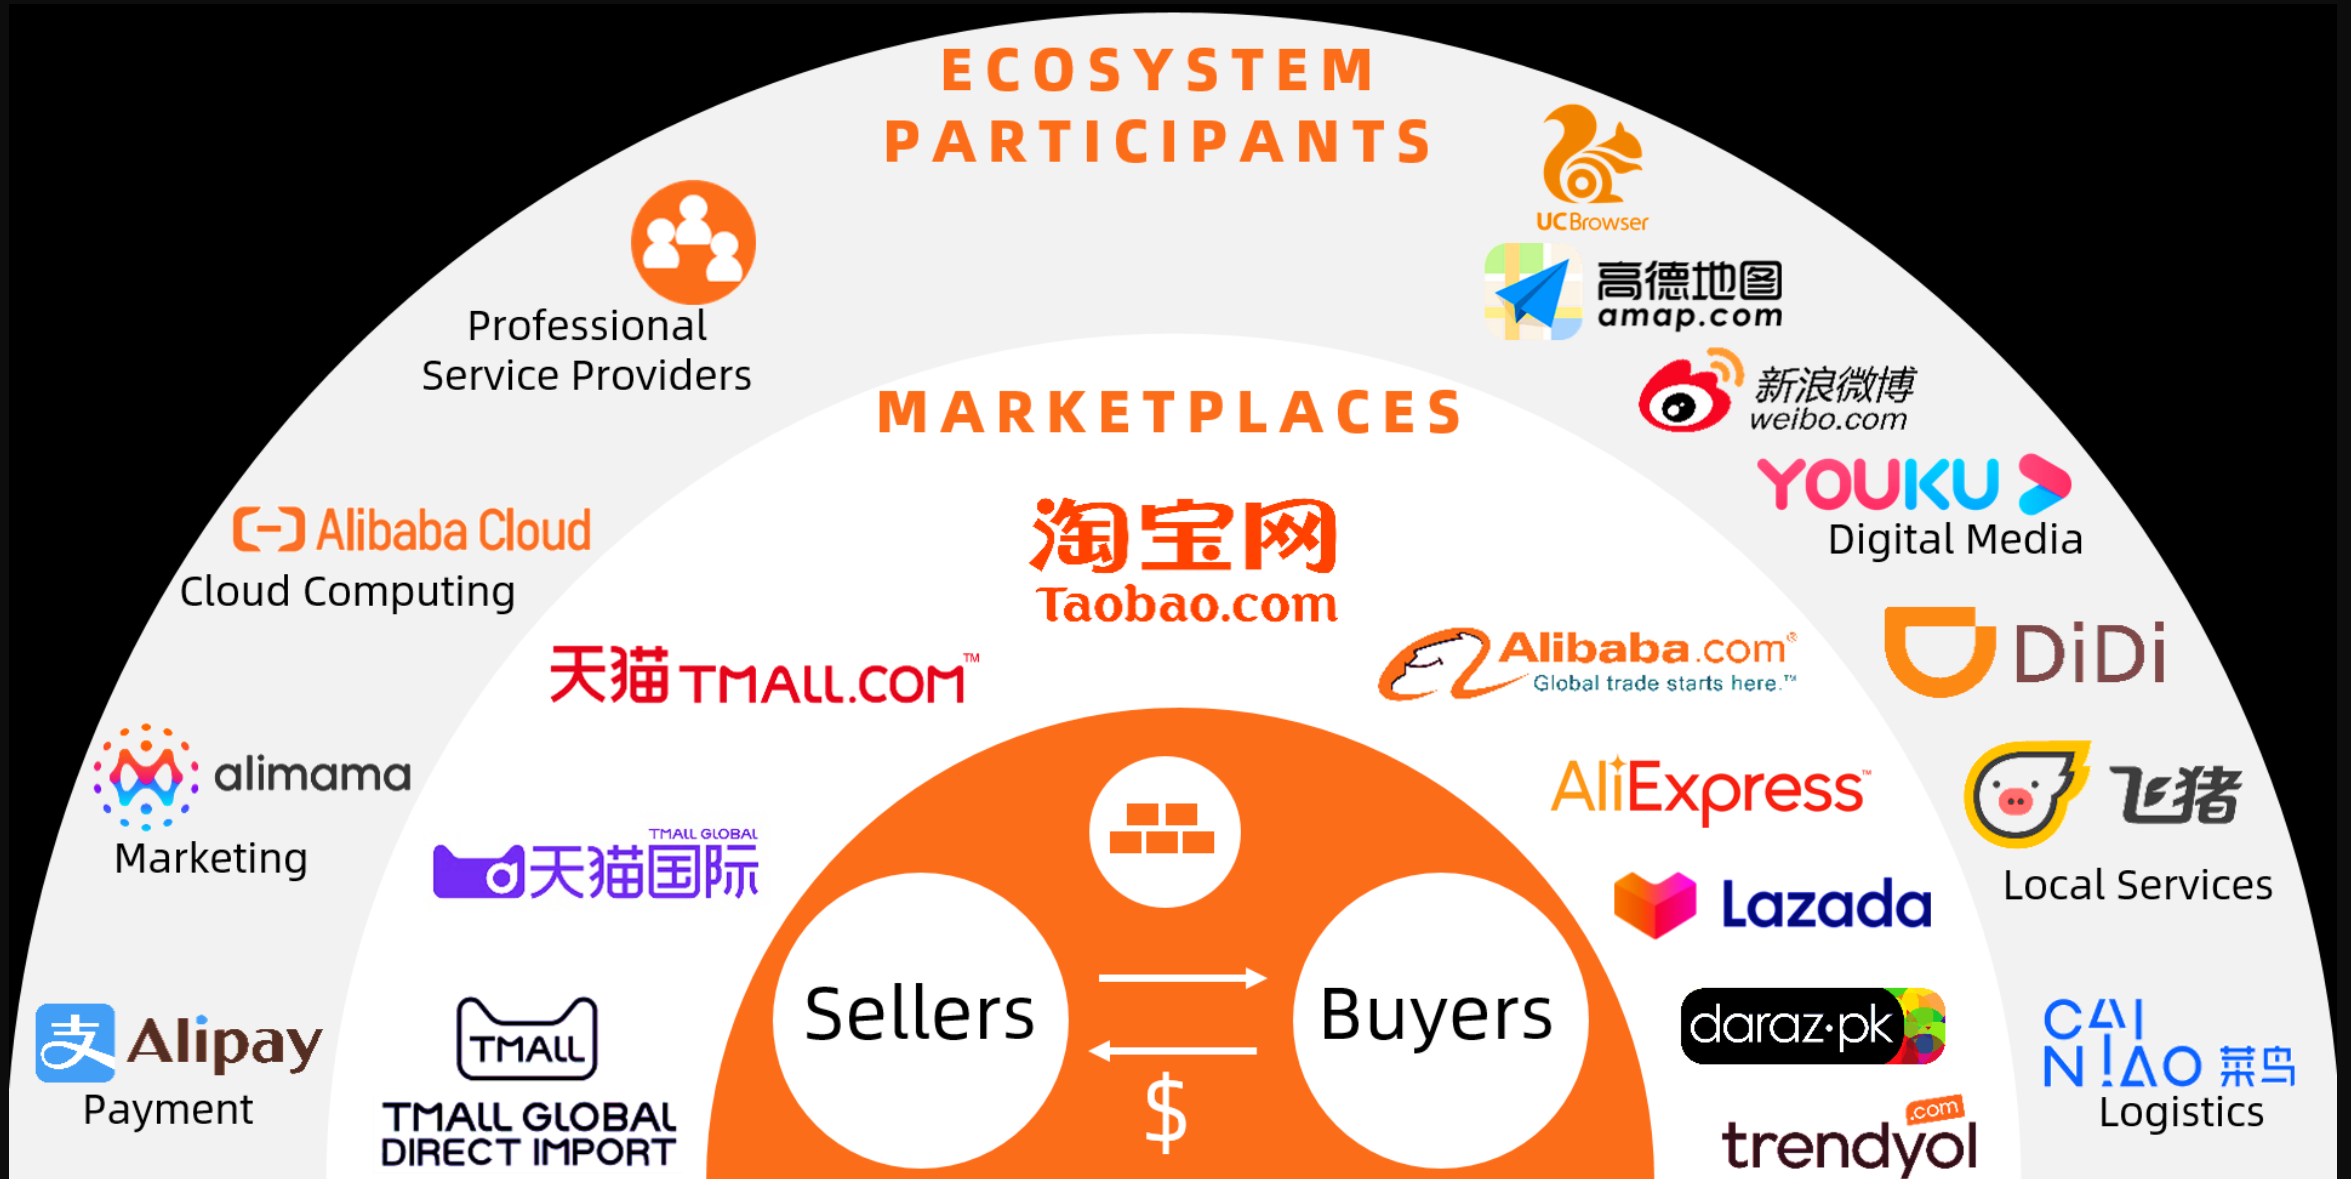 ECOSYSTEM
PARTICIPANTS
UCBrowser
Professional
Service Providers
高德地图
amap.com
新浪微博
weibo.com
MARKETPLACES
YOUKU
Digital Media
Alibaba Cloud
Cloud Computing
淘宝网
Taobao.com
天猫 TMALL.COM™
Alibaba.com®
Global trade starts here.™
DiDi
alimama
Marketing
AliExpress™
飞猪
Local Services
TMALL GLOBAL
天猫国际
Lazada
Sellers
Buyers
$
支 Alipay
Payment
TMALL
TMALL GLOBAL
DIRECT IMPORT
daraz.pk
CAI
NIAO 菜鸟
Logistics
.com
trendyol